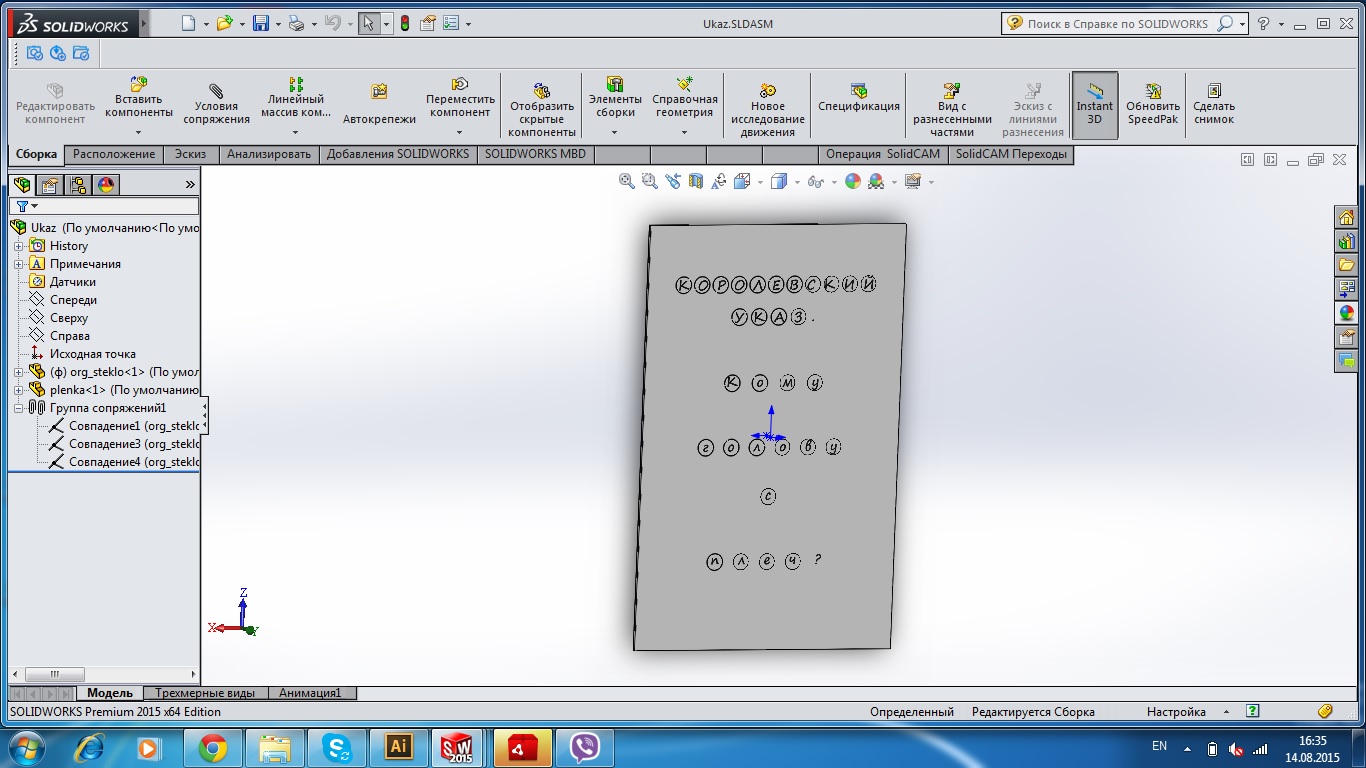 SOLIDWORKS
Ukaz.SLDASM
Поиск в Справке по SOLIDWORKS
Редактировать компонент
Вставить компоненты
Условия сопряжения
Линейный массив ком...
Автокрепежи
Переместить компонент
Отобразить скрытые компоненты
Элементы сборки
Справочная геометрия
Новое исследование движения
Спецификация
Вид с разнесенными частями
Эскиз с линиями разнесения
Instant 3D
Обновить SpeedPak
Сделать снимок
Сборка Расположение Эскиз Анализировать Добавления SOLIDWORKS SOLIDWORKS MBD Операция SolidCAM SolidCAM Переходы
Ukaz (По умолчанию<По умо
History
Примечания
Датчики
Спереди
Сверху
Справа
Исходная точка
(ф) org_steklo<1> (По умол
plenka<1> (По умолчанию
Группа сопряжений1
Совпадение1 (org_steklo
Совпадение3 (org_steklo
Совпадение4 (org_steklo
КОРОЛЕВСКИЙ
УКАЗ.
Кому
голову
с
плеч?
Z
X
Y
Модель Трехмерные виды Анимация1
SOLIDWORKS Premium 2015 x64 Edition Определенный Редактируется Сборка Настройка
Ai
SW 2015
4
EN
16:35
14.08.2015